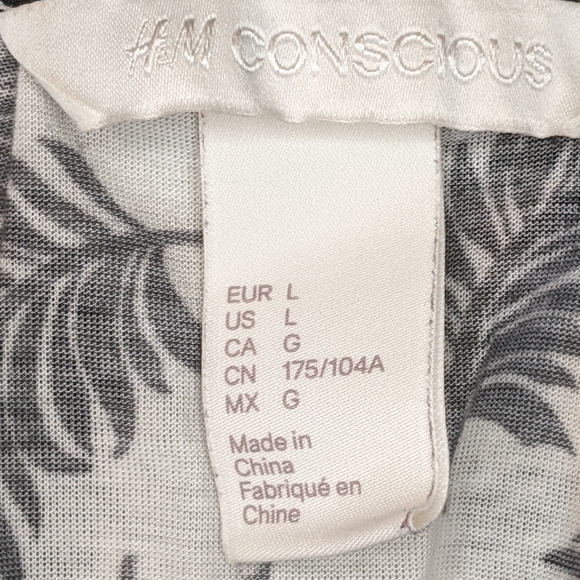 H&M CONSCIOUS
EUR L
US L
CA G
CN 175/104A
MX G
Made in
China
Fabriqué en
Chine